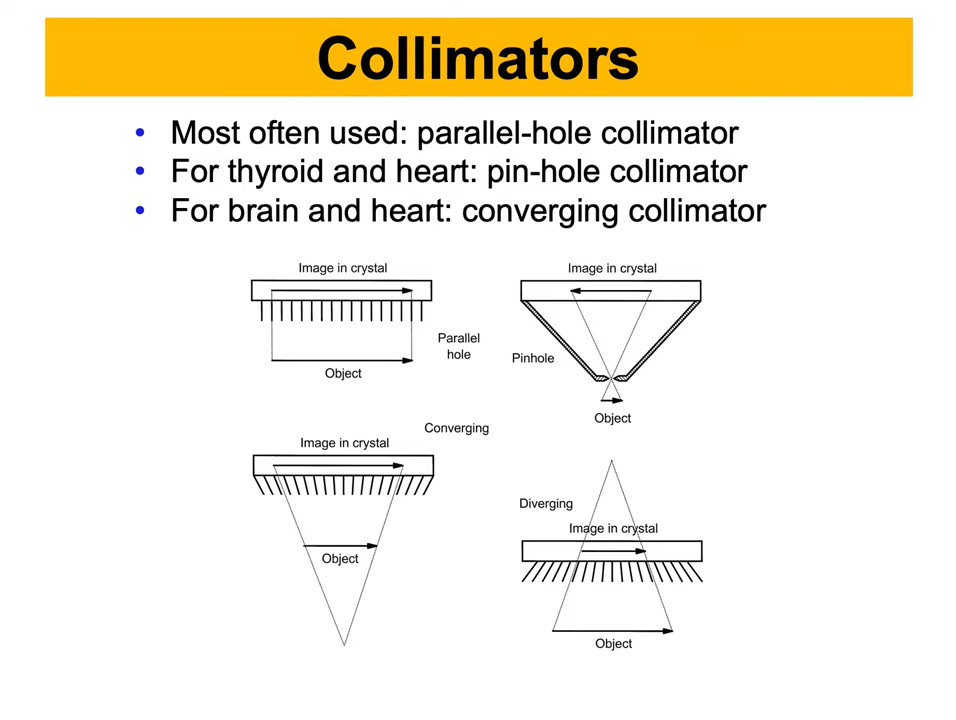 Collimators
• Most often used: parallel-hole collimator
• For thyroid and heart: pin-hole collimator
• For brain and heart: converging collimator
Image in crystal
Parallel
hole
Object
Image in crystal
Pinhole
Object
Converging
Image in crystal
Object
Diverging
Image in crystal
Object